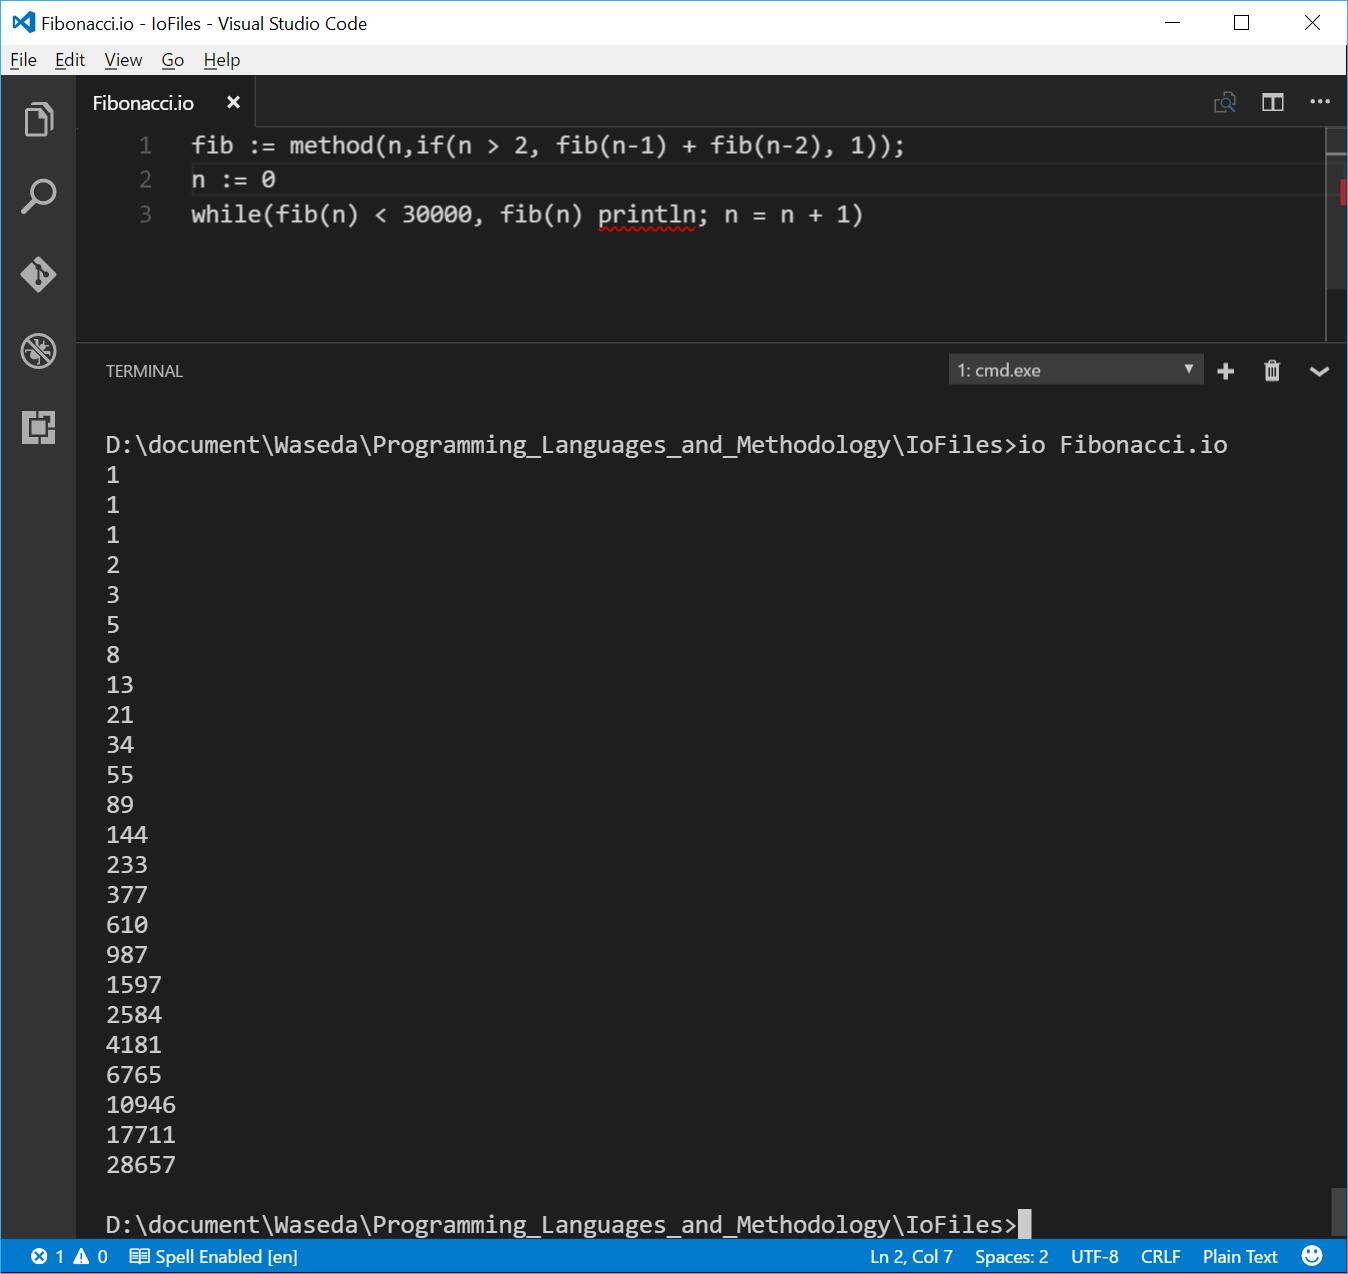 Fibonacci.io - IoFiles - Visual Studio Code
File Edit View Go Help
Fibonacci.io
1 fib := method(n,if(n > 2, fib(n-1) + fib(n-2), 1));
2 n := 0
3 while(fib(n) < 30000, fib(n) println; n = n + 1)
TERMINAL 1: cmd.exe
D:\document\Waseda\Programming_Languages_and_Methodology\IoFiles>io Fibonacci.io
1
1
1
2
3
5
8
13
21
34
55
89
144
233
377
610
987
1597
2584
4181
6765
10946
17711
28657
D:\document\Waseda\Programming_Languages_and_Methodology\IoFiles>
1 0 Spell Enabled [en] Ln 2, Col 7 Spaces: 2 UTF-8 CRLF Plain Text